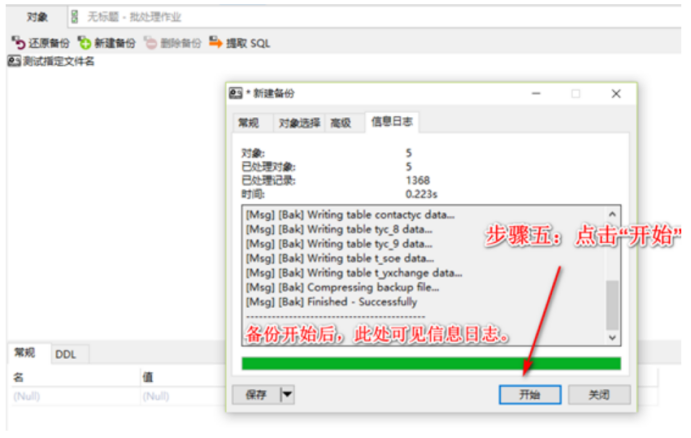 对象
无标题 - 批处理作业
还原备份 新建备份 删除备份 提取 SQL
测试指定文件名
* 新建备份
常规 对象选择 高级 信息日志
对象: 5
已处理对象: 5
已处理记录: 1368
时间: 0.223s
[Msg] [Bak] Writing table contactyc data...
[Msg] [Bak] Writing table tyc_8 data...
[Msg] [Bak] Writing table tyc_9 data...
[Msg] [Bak] Writing table t_soe data...
[Msg] [Bak] Writing table t_yxchange data...
[Msg] [Bak] Compressing backup file...
[Msg] [Bak] Finished - Successfully
----------------------------------------
备份开始后，此处可见信息日志。
步骤五：点击“开始”
保存 开始 关闭
常规 DDL
名 值
(Null) (Null)